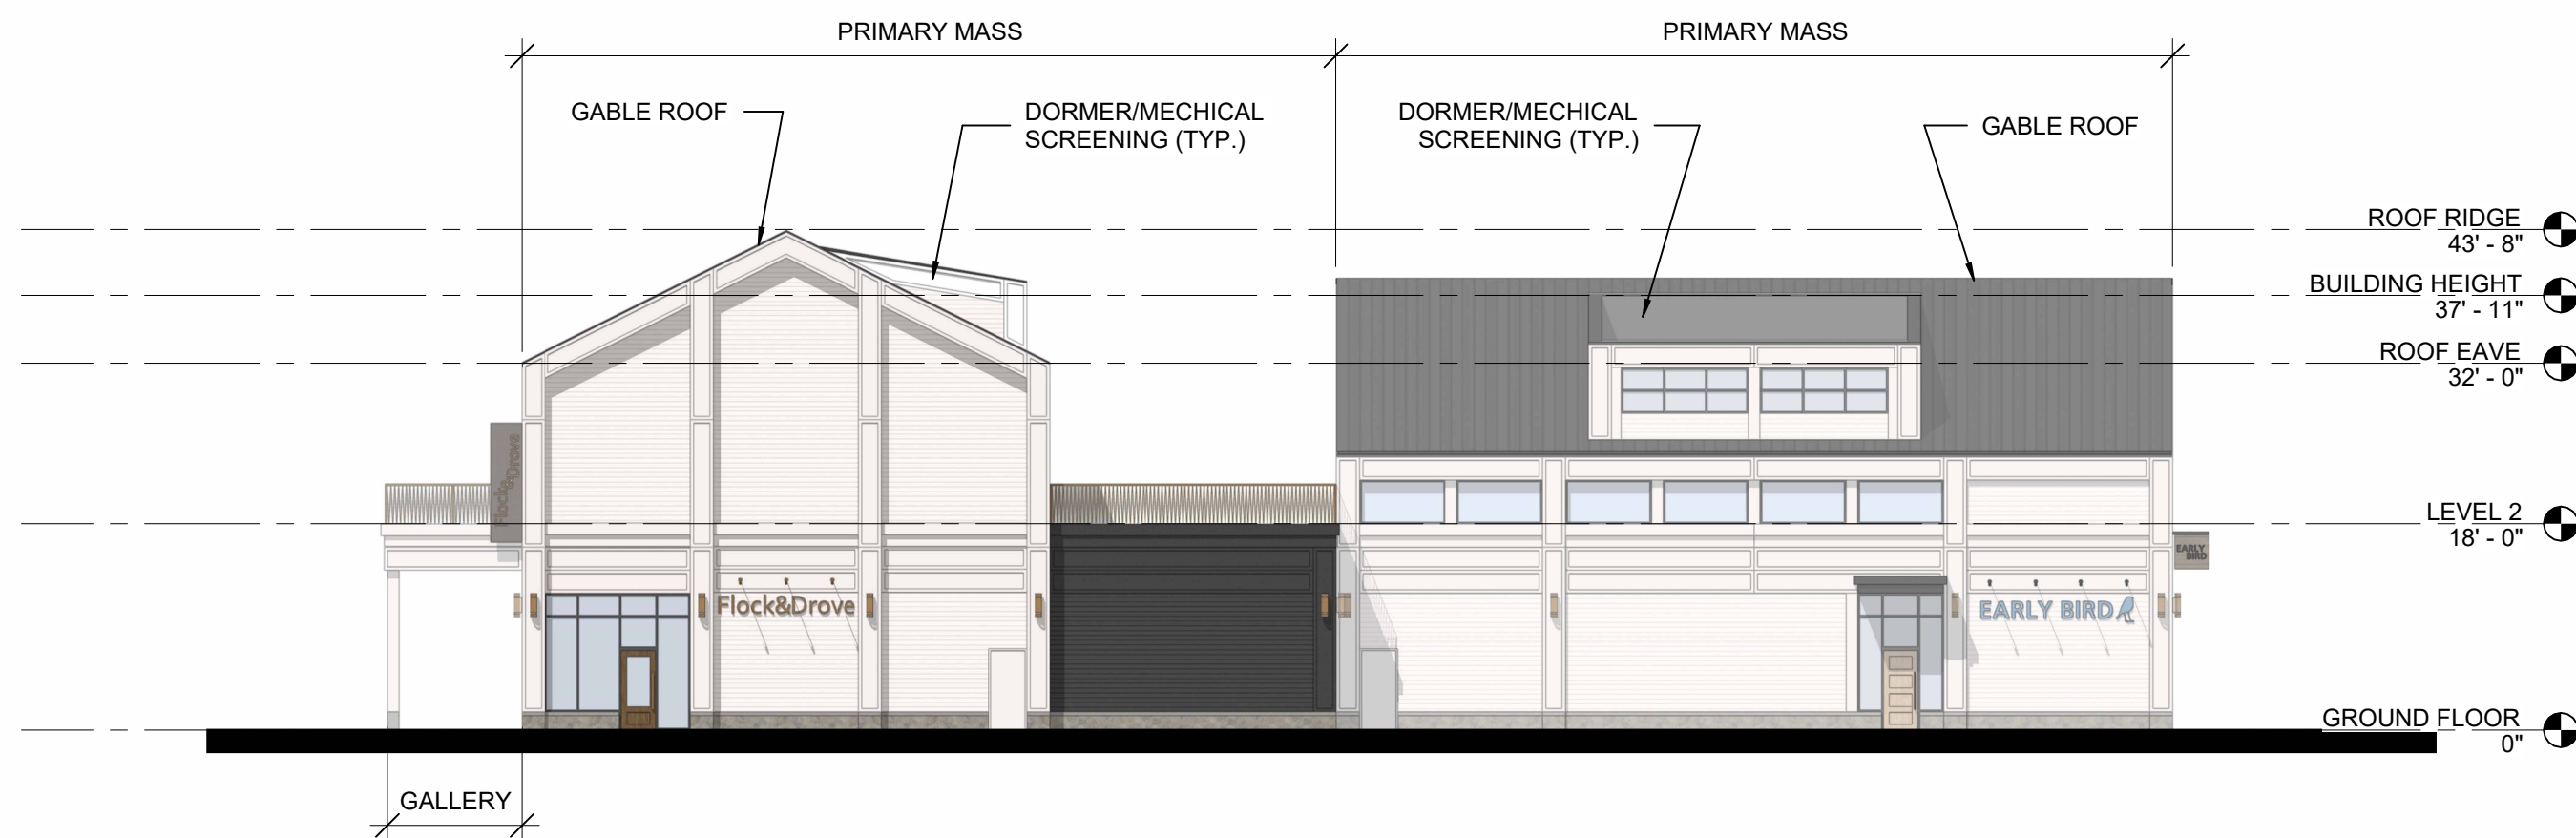 PRIMARY MASS
PRIMARY MASS
GABLE ROOF
DORMER/MECHICAL
SCREENING (TYP.)
DORMER/MECHICAL
SCREENING (TYP.)
GABLE ROOF
ROOF RIDGE
43' - 8"
BUILDING HEIGHT
37' - 11"
ROOF EAVE
32' - 0"
Flock&Drove
LEVEL 2
18' - 0"
EARLY
BIRD
Flock&Drove
EARLY BIRD
GROUND FLOOR
0"
GALLERY